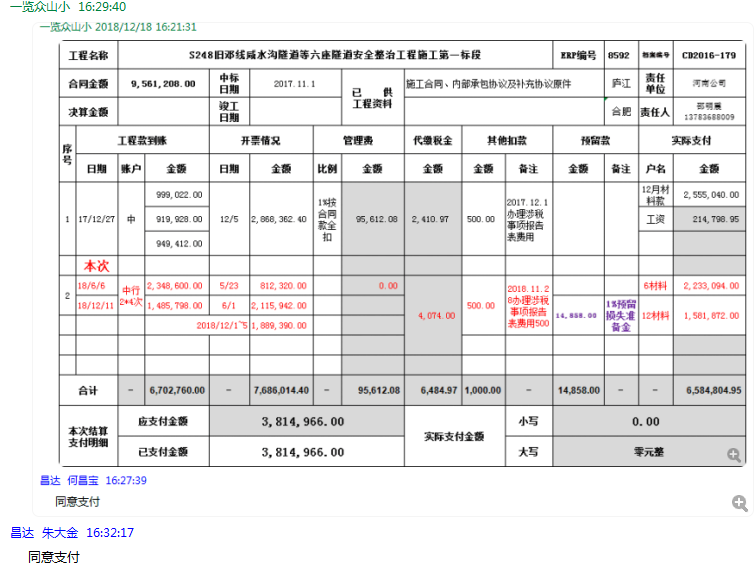 一览众山小 16:29:40
一览众山小 2018/12/18 16:21:31
工程名称 S248旧邓线咸水沟隧道等六座隧道安全整治工程施工第一标段 ERP编号 8592 档案编号 CD2016-179
合同金额 9,561,208.00 中标日期 2017.11.1 已 供 工程资料 施工合同、内部承包协议及补充协议原件 庐江 责任单位 河南公司
决算金额 竣工日期 合肥 责任人 邵明震 13783688009
序号 工程款到账 开票情况 管理费 代缴税金 其他扣款 预留款 实际支付
日期 账户 金额 日期 金额 比例 金额 金额 金额 备注 金额 备注 户名 金额
1 17/12/27 中 999,022.00 12/5 2,868,362.40 1%按合同款全扣 95,612.08 2,410.97 500.00 2017.12.1办理涉税事项报告表费用 12月材料款 2,555,040.00
919,928.00 工资 214,798.95
949,412.00
本次
2 18/6/6 中行2*4次 2,348,600.00 5/23 812,320.00 0.00 4,074.00 500.00 2018.11.28办理涉税事项报告表费用500 14,858.00 1%预留损失准备金 6材料 2,233,094.00
18/12/11 1,485,798.00 6/1 2,115,942.00 12材料 1,581,872.00
2018/12/1~5 1,889,390.00
合计 - 6,702,760.00 - 7,686,014.40 - 95,612.08 6,484.97 1,000.00 - 14,858.00 - - 6,584,804.95
本次结算支付明细 应支付金额 3,814,966.00 实际支付金额 小写 0.00
已支付金额 3,814,966.00 大写 零元整
昌达 何昌宝 16:27:39
同意支付
昌达 朱大金 16:32:17
同意支付